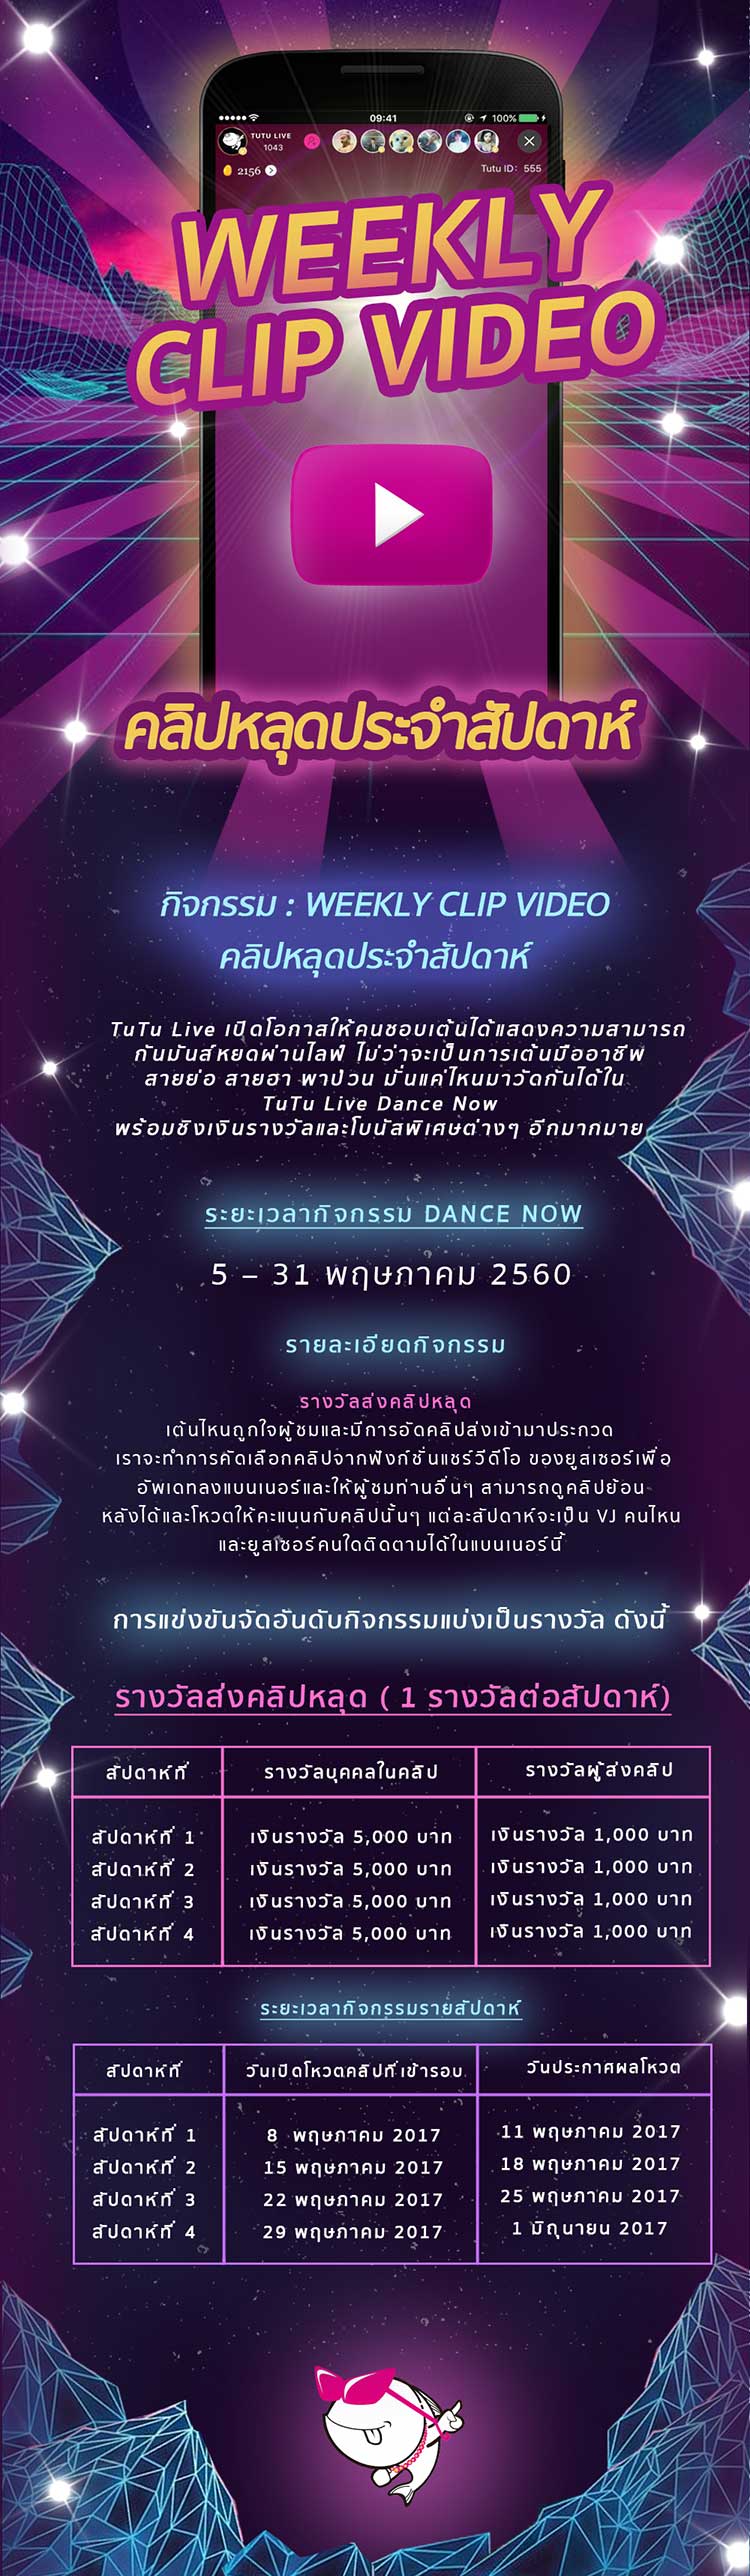 09:41
100%
TUTU LIVE
1043
2156
Tutu ID: 555
WEEKLY
CLIP VIDEO
คลิปหลุดประจำสัปดาห์
กิจกรรม : WEEKLY CLIP VIDEO
คลิปหลุดประจำสัปดาห์
TuTu Live เปิดโอกาสให้คนชอบเต้นได้แสดงความสามารถ
กันมันส์หยดผ่านไลฟ์ ไม่ว่าจะเป็นการเต้นมืออาชีพ
สายย่อ สายฮา พาป่วน มั่นแค่ไหนมาวัดกันได้ใน
TuTu Live Dance Now
พร้อมชิงเงินรางวัลและโบนัสพิเศษต่างๆ อีกมากมาย
ระยะเวลากิจกรรม DANCE NOW
5 – 31 พฤษภาคม 2560
รายละเอียดกิจกรรม
รางวัลส่งคลิปหลุด
เต้นไหนถูกใจผู้ชมและมีการอัดคลิปส่งเข้ามาประกวด
เราจะทำการคัดเลือกคลิปจากฟังก์ชั่นแชร์วีดีโอ ของยูสเซอร์เพื่อ
อัพเดทลงแบนเนอร์และให้ผู้ชมท่านอื่นๆ สามารถดูคลิปย้อน
หลังได้และโหวตให้คะแนนกับคลิปนั้นๆ แต่ละสัปดาห์จะเป็น VJ คนไหน
และยูสเซอร์คนใดติดตามได้ในแบนเนอร์นี้
การแข่งขันจัดอันดับกิจกรรมแบ่งเป็นรางวัล ดังนี้
รางวัลส่งคลิปหลุด ( 1 รางวัลต่อสัปดาห์)
สัปดาห์ที่ รางวัลบุคคลในคลิป รางวัลผู้ส่งคลิป
สัปดาห์ที่ 1 เงินรางวัล 5,000 บาท เงินรางวัล 1,000 บาท
สัปดาห์ที่ 2 เงินรางวัล 5,000 บาท เงินรางวัล 1,000 บาท
สัปดาห์ที่ 3 เงินรางวัล 5,000 บาท เงินรางวัล 1,000 บาท
สัปดาห์ที่ 4 เงินรางวัล 5,000 บาท เงินรางวัล 1,000 บาท
ระยะเวลากิจกรรมรายสัปดาห์
สัปดาห์ที่ วันเปิดโหวตคลิปที่เข้ารอบ วันประกาศผลโหวต
สัปดาห์ที่ 1 8 พฤษภาคม 2017 11 พฤษภาคม 2017
สัปดาห์ที่ 2 15 พฤษภาคม 2017 18 พฤษภาคม 2017
สัปดาห์ที่ 3 22 พฤษภาคม 2017 25 พฤษภาคม 2017
สัปดาห์ที่ 4 29 พฤษภาคม 2017 1 มิถุนายน 2017